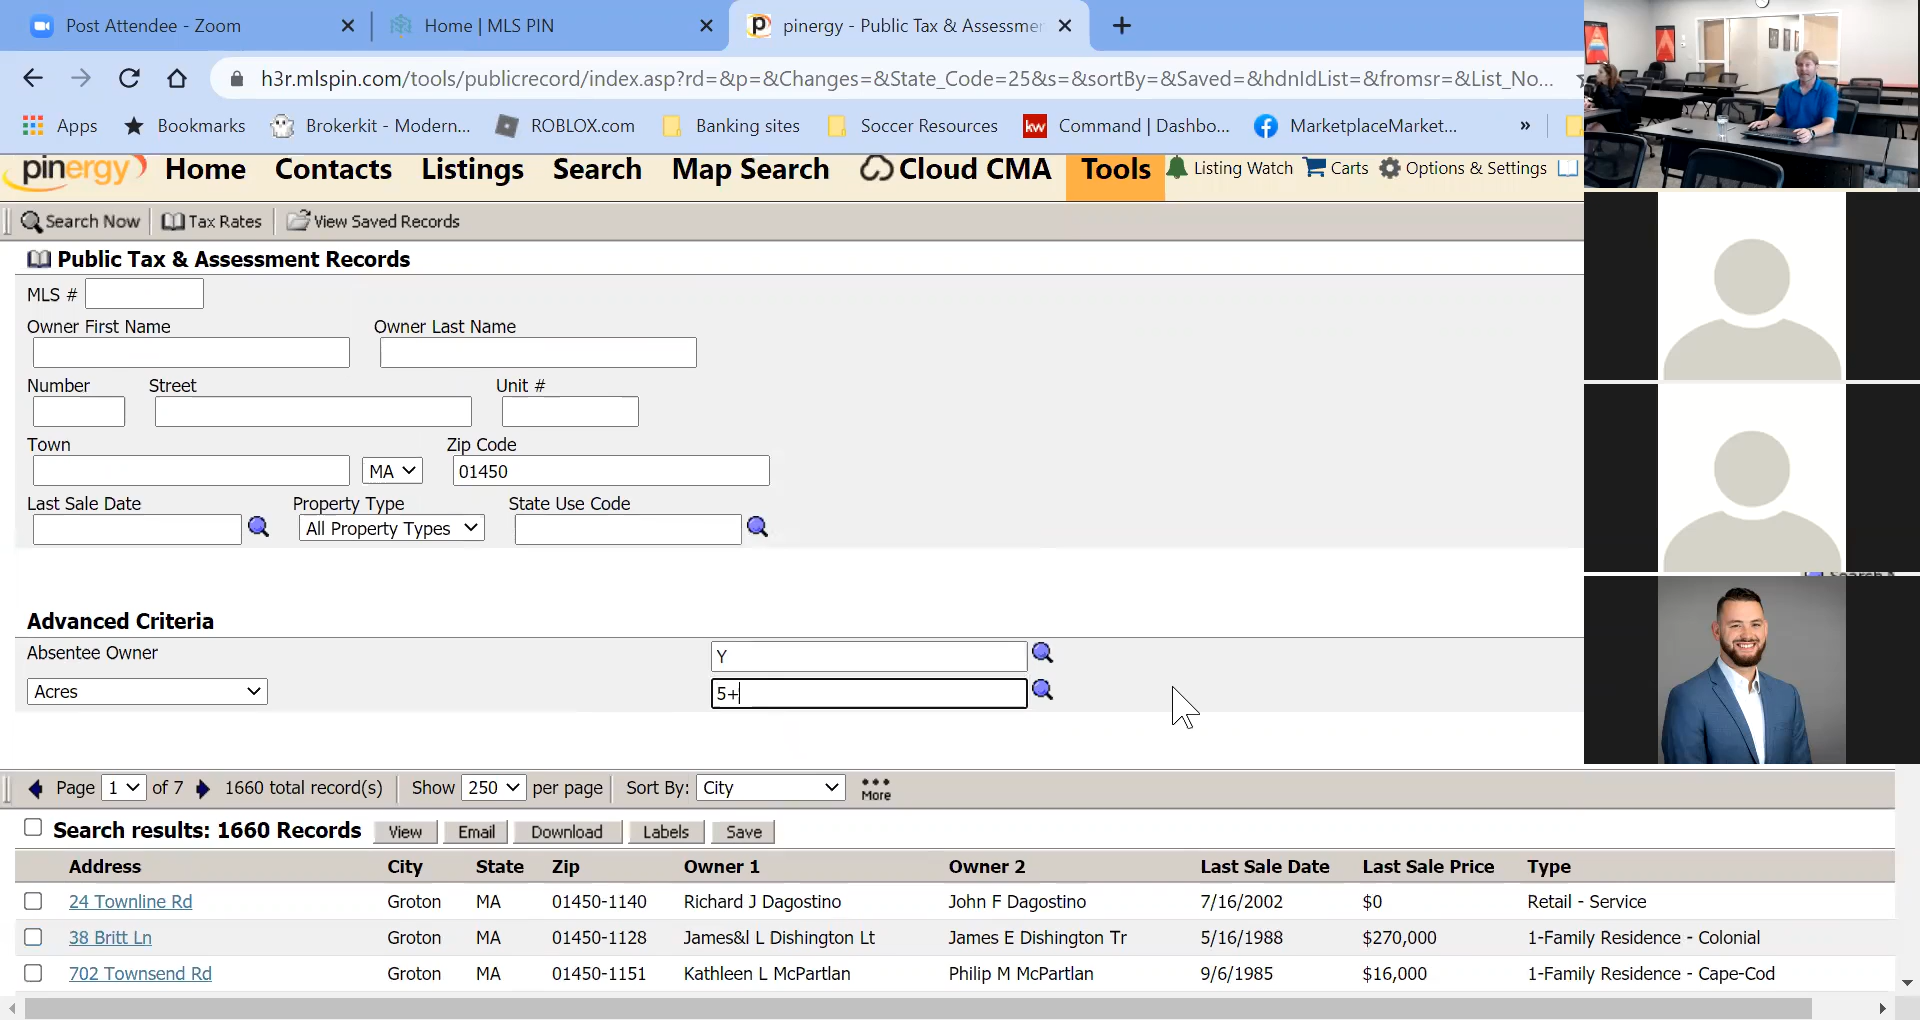 Post Attendee - Zoom
Home | MLS PIN
pinergy - Public Tax & Assessmen
h3r.mlspin.com/tools/publicrecord/index.asp?rd=&p=&Changes=&State_Code=25&s=&sortBy=&Saved=&hdnIdList=&fromsr=&List_No...
Apps Bookmarks Brokerkit - Modern... ROBLOX.com Banking sites Soccer Resources kw Command | Dashbo... MarketplaceMarket... »
pinergy Home Contacts Listings Search Map Search Cloud CMA Tools Listing Watch Carts Options & Settings
Search Now Tax Rates View Saved Records
Public Tax & Assessment Records
MLS #
Owner First Name Owner Last Name
Number Street Unit #
Town Zip Code
MA 01450
Last Sale Date Property Type State Use Code
All Property Types
Advanced Criteria
Absentee Owner Y
Acres 5+
Page 1 of 7 1660 total record(s) Show 250 per page Sort By: City More
Search results: 1660 Records View Email Download Labels Save
Address City State Zip Owner 1 Owner 2 Last Sale Date Last Sale Price Type
24 Townline Rd Groton MA 01450-1140 Richard J Dagostino John F Dagostino 7/16/2002 $0 Retail - Service
38 Britt Ln Groton MA 01450-1128 James&l L Dishington Lt James E Dishington Tr 5/16/1988 $270,000 1-Family Residence - Colonial
702 Townsend Rd Groton MA 01450-1151 Kathleen L McPartlan Philip M McPartlan 9/6/1985 $16,000 1-Family Residence - Cape-Cod